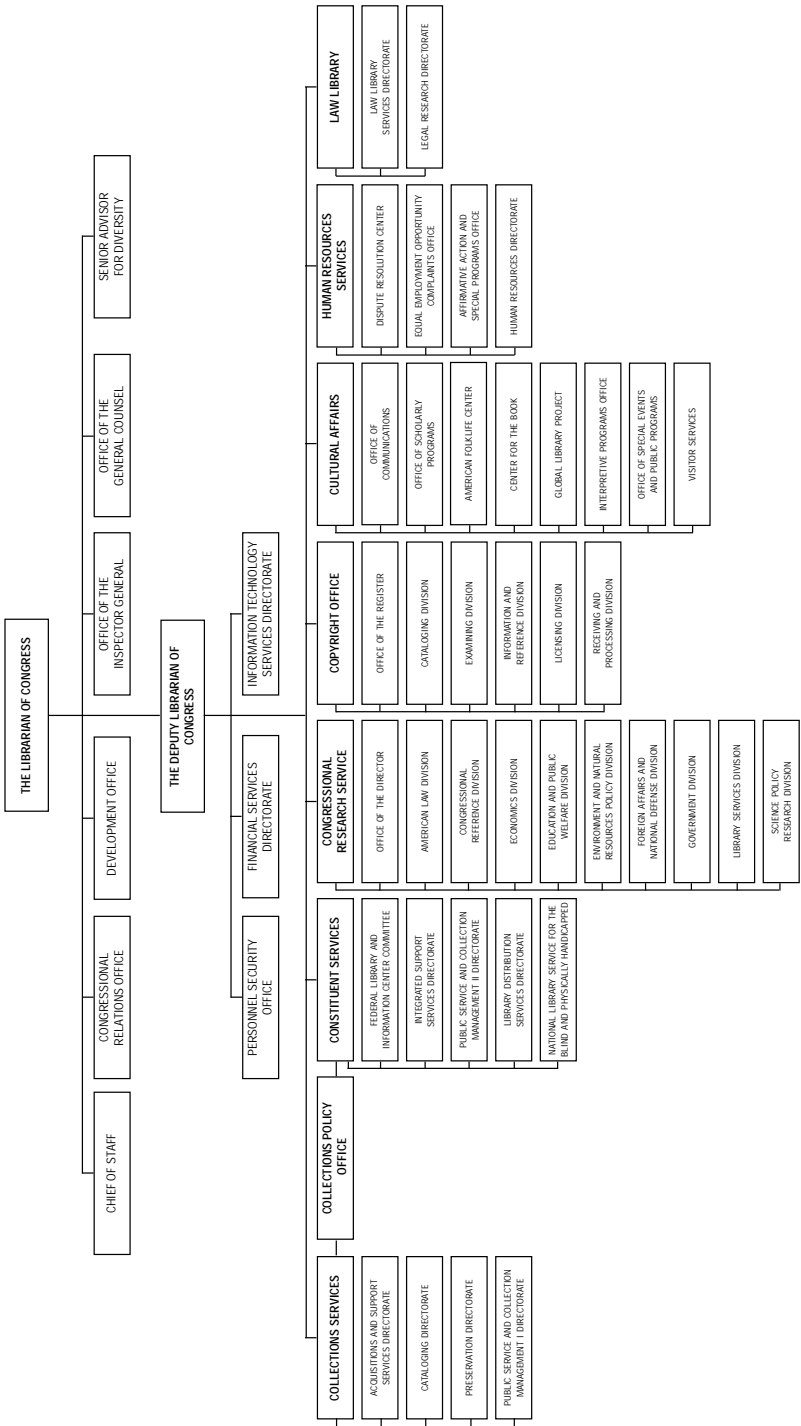 THE LIBRARIAN OF CONGRESS
CHIEF OF STAFF
CONGRESSIONAL
RELATIONS OFFICE
DEVELOPMENT OFFICE
OFFICE OF THE
INSPECTOR GENERAL
OFFICE OF THE
GENERAL COUNSEL
SENIOR ADVISOR
FOR DIVERSITY
THE DEPUTY LIBRARIAN OF
CONGRESS
PERSONNEL SECURITY
OFFICE
FINANCIAL SERVICES
DIRECTORATE
INFORMATION TECHNOLOGY
SERVICES DIRECTORATE
COLLECTIONS SERVICES
ACQUISITIONS AND SUPPORT
SERVICES DIRECTORATE
CATALOGING DIRECTORATE
PRESERVATION DIRECTORATE
PUBLIC SERVICE AND COLLECTION
MANAGEMENT I DIRECTORATE
COLLECTIONS POLICY
OFFICE
CONSTITUENT SERVICES
FEDERAL LIBRARY AND
INFORMATION CENTER COMMITTEE
INTEGRATED SUPPORT
SERVICES DIRECTORATE
PUBLIC SERVICE AND COLLECTION
MANAGEMENT II DIRECTORATE
LIBRARY DISTRIBUTION
SERVICES DIRECTORATE
NATIONAL LIBRARY SERVICE FOR THE
BLIND AND PHYSICALLY HANDICAPPED
CONGRESSIONAL
RESEARCH SERVICE
OFFICE OF THE DIRECTOR
AMERICAN LAW DIVISION
CONGRESSIONAL
REFERENCE DIVISION
ECONOMICS DIVISION
EDUCATION AND PUBLIC
WELFARE DIVISION
ENVIRONMENT AND NATURAL
RESOURCES POLICY DIVISION
FOREIGN AFFAIRS AND
NATIONAL DEFENSE DIVISION
GOVERNMENT DIVISION
LIBRARY SERVICES DIVISION
SCIENCE POLICY
RESEARCH DIVISION
COPYRIGHT OFFICE
OFFICE OF THE REGISTER
CATALOGING DIVISION
EXAMINING DIVISION
INFORMATION AND
REFERENCE DIVISION
LICENSING DIVISION
RECEIVING AND
PROCESSING DIVISION
CULTURAL AFFAIRS
OFFICE OF
COMMUNICATIONS
OFFICE OF SCHOLARLY
PROGRAMS
AMERICAN FOLKLIFE CENTER
CENTER FOR THE BOOK
GLOBAL LIBRARY PROJECT
INTERPRETIVE PROGRAMS OFFICE
OFFICE OF SPECIAL EVENTS
AND PUBLIC PROGRAMS
VISITOR SERVICES
HUMAN RESOURCES
SERVICES
DISPUTE RESOLUTION CENTER
EQUAL EMPLOYMENT OPPORTUNITY
COMPLAINTS OFFICE
AFFIRMATIVE ACTION AND
SPECIAL PROGRAMS OFFICE
HUMAN RESOURCES DIRECTORATE
LAW LIBRARY
LAW LIBRARY
SERVICES DIRECTORATE
LEGAL RESEARCH DIRECTORATE